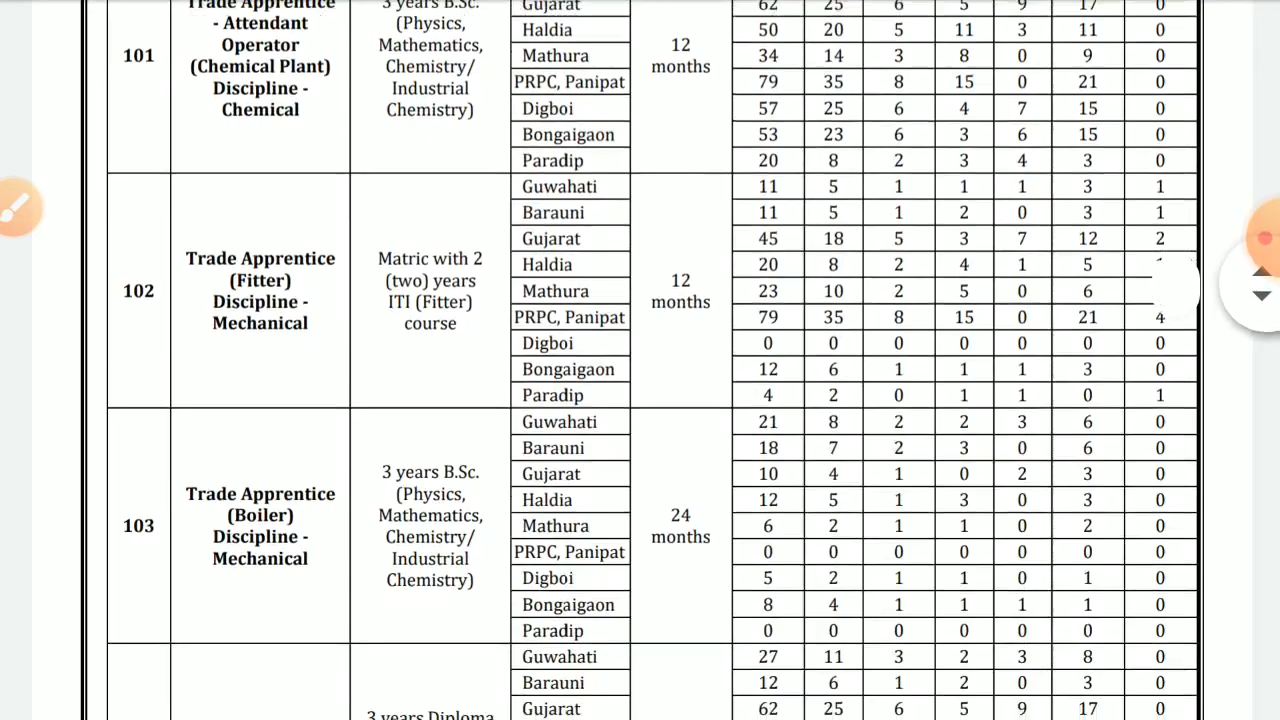 Trade Apprentice
- Attendant
Operator
(Chemical Plant)
Discipline -
Chemical
101
3 years B.Sc.
(Physics,
Mathematics,
Chemistry/
Industrial
Chemistry)
12
months
Gujarat 62 25 6 5 9 17 0
Haldia 50 20 5 11 3 11 0
Mathura 34 14 3 8 0 9 0
PRPC, Panipat 79 35 8 15 0 21 0
Digboi 57 25 6 4 7 15 0
Bongaigaon 53 23 6 3 6 15 0
Paradip 20 8 2 3 4 3 0
102
Trade Apprentice
(Fitter)
Discipline -
Mechanical
Matric with 2
(two) years
ITI (Fitter)
course
12
months
Guwahati 11 5 1 1 1 3 1
Barauni 11 5 1 2 0 3 1
Gujarat 45 18 5 3 7 12 2
Haldia 20 8 2 4 1 5
Mathura 23 10 2 5 0 6
PRPC, Panipat 79 35 8 15 0 21 4
Digboi 0 0 0 0 0 0 0
Bongaigaon 12 6 1 1 1 3 0
Paradip 4 2 0 1 1 0 1
103
Trade Apprentice
(Boiler)
Discipline -
Mechanical
3 years B.Sc.
(Physics,
Mathematics,
Chemistry/
Industrial
Chemistry)
24
months
Guwahati 21 8 2 2 3 6 0
Barauni 18 7 2 3 0 6 0
Gujarat 10 4 1 0 2 3 0
Haldia 12 5 1 3 0 3 0
Mathura 6 2 1 1 0 2 0
PRPC, Panipat 0 0 0 0 0 0 0
Digboi 5 2 1 1 0 1 0
Bongaigaon 8 4 1 1 1 1 0
Paradip 0 0 0 0 0 0 0
3 years Diploma
Guwahati 27 11 3 2 3 8 0
Barauni 12 6 1 2 0 3 0
Gujarat 62 25 6 5 9 17 0